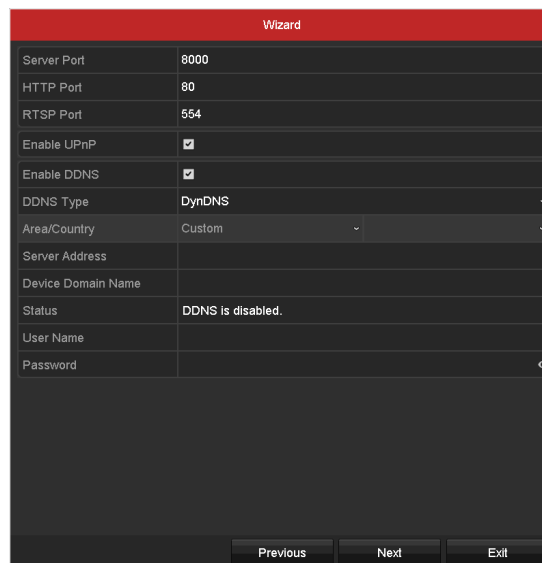 Wizard
Server Port 8000
HTTP Port 80
RTSP Port 554
Enable UPnP
Enable DDNS
DDNS Type DynDNS
Area/Country Custom
Server Address
Device Domain Name
Status DDNS is disabled.
User Name
Password
Previous Next Exit